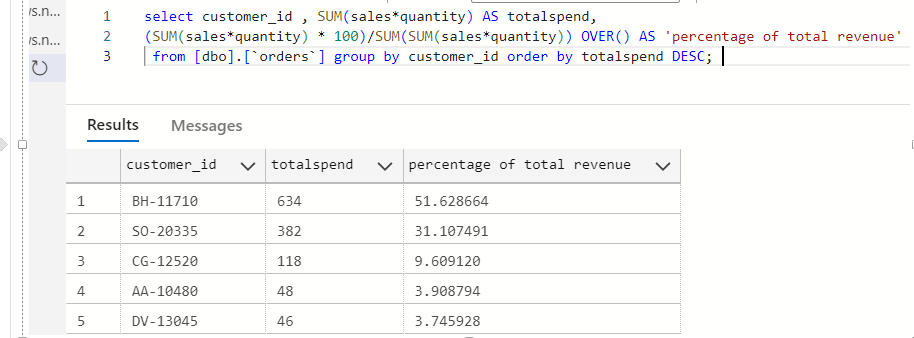 vs.n...
vs.n...
1 select customer_id , SUM(sales*quantity) AS totalspend,
2 (SUM(sales*quantity) * 100)/SUM(SUM(sales*quantity)) OVER() AS 'percentage of total revenue'
3 from [dbo].[`orders`] group by customer_id order by totalspend DESC;
Results Messages
customer_id totalspend percentage of total revenue
1 BH-11710 634 51.628664
2 SO-20335 382 31.107491
3 CG-12520 118 9.609120
4 AA-10480 48 3.908794
5 DV-13045 46 3.745928